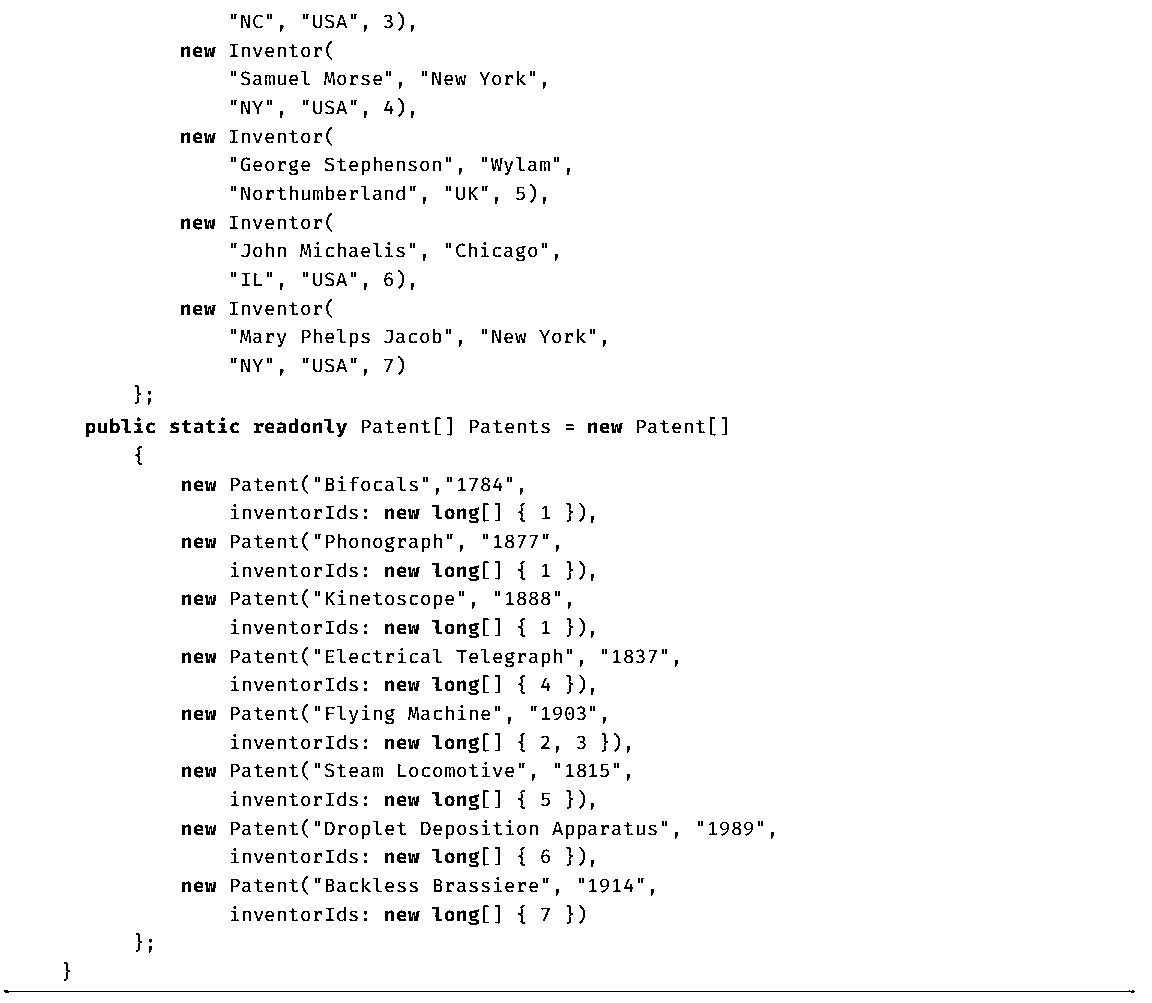 "NC", "USA", 3),
new Inventor(
"Samuel Morse", "New York",
"NY", "USA", 4),
new Inventor(
"George Stephenson", "Wylam",
"Northumberland", "UK", 5),
new Inventor(
"John Michaelis", "Chicago",
"IL", "USA", 6),
new Inventor(
"Mary Phelps Jacob", "New York",
"NY", "USA", 7)
};
public static readonly Patent[] Patents = new Patent[]
{
new Patent("Bifocals","1784",
inventorIds: new long[] { 1 }),
new Patent("Phonograph", "1877",
inventorIds: new long[] { 1 }),
new Patent("Kinetoscope", "1888",
inventorIds: new long[] { 1 }),
new Patent("Electrical Telegraph", "1837",
inventorIds: new long[] { 4 }),
new Patent("Flying Machine", "1903",
inventorIds: new long[] { 2, 3 }),
new Patent("Steam Locomotive", "1815",
inventorIds: new long[] { 5 }),
new Patent("Droplet Deposition Apparatus", "1989",
inventorIds: new long[] { 6 }),
new Patent("Backless Brassiere", "1914",
inventorIds: new long[] { 7 })
};
}